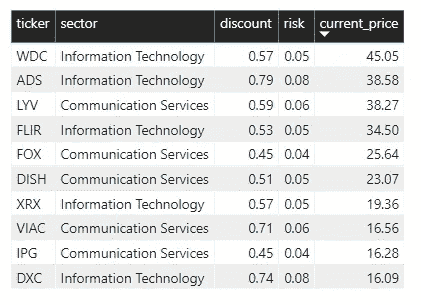 ticker sector discount risk current_price
WDC Information Technology 0.57 0.05 45.05
ADS Information Technology 0.79 0.08 38.58
LYV Communication Services 0.59 0.06 38.27
FLIR Information Technology 0.53 0.05 34.50
FOX Communication Services 0.45 0.04 25.64
DISH Communication Services 0.51 0.05 23.07
XRX Information Technology 0.57 0.05 19.36
VIAC Communication Services 0.71 0.06 16.56
IPG Communication Services 0.45 0.04 16.28
DXC Information Technology 0.74 0.08 16.09